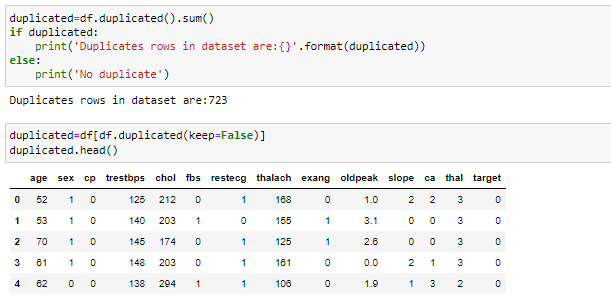 duplicated=df.duplicated().sum()
if duplicated:
    print('Duplicates rows in dataset are:{}'.format(duplicated))
else:
    print('No duplicate')
Duplicates rows in dataset are:723
duplicated=df[df.duplicated(keep=False)]
duplicated.head()
age sex cp trestbps chol fbs restecg thalach exang oldpeak slope ca thal target
0 52 1 0 125 212 0 1 168 0 1.0 2 2 3 0
1 53 1 0 140 203 1 0 155 1 3.1 0 0 3 0
2 70 1 0 145 174 0 1 125 1 2.6 0 0 3 0
3 61 1 0 148 203 0 1 161 0 0.0 2 1 3 0
4 62 0 0 138 294 1 1 106 0 1.9 1 3 2 0